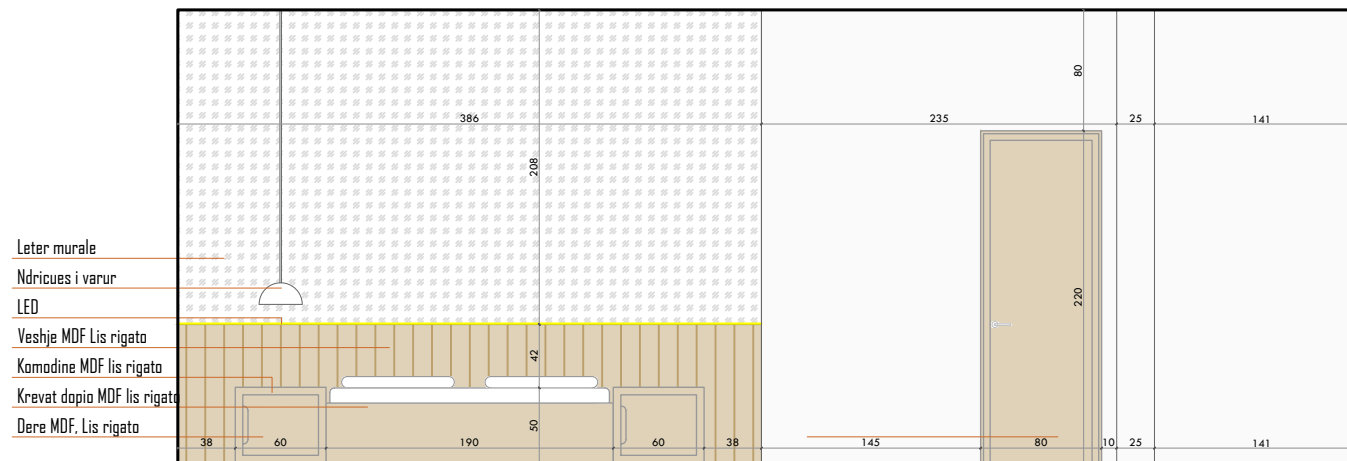 80
386
235
25
141
208
Leter murale
Ndricues i varur
220
LED
Veshje MDF Lis rigato
42
Komodine MDF lis rigato
Krevat dopio MDF lis rigato
Dere MDF, Lis rigato
50
38
60
190
60
38
145
80
10
25
141